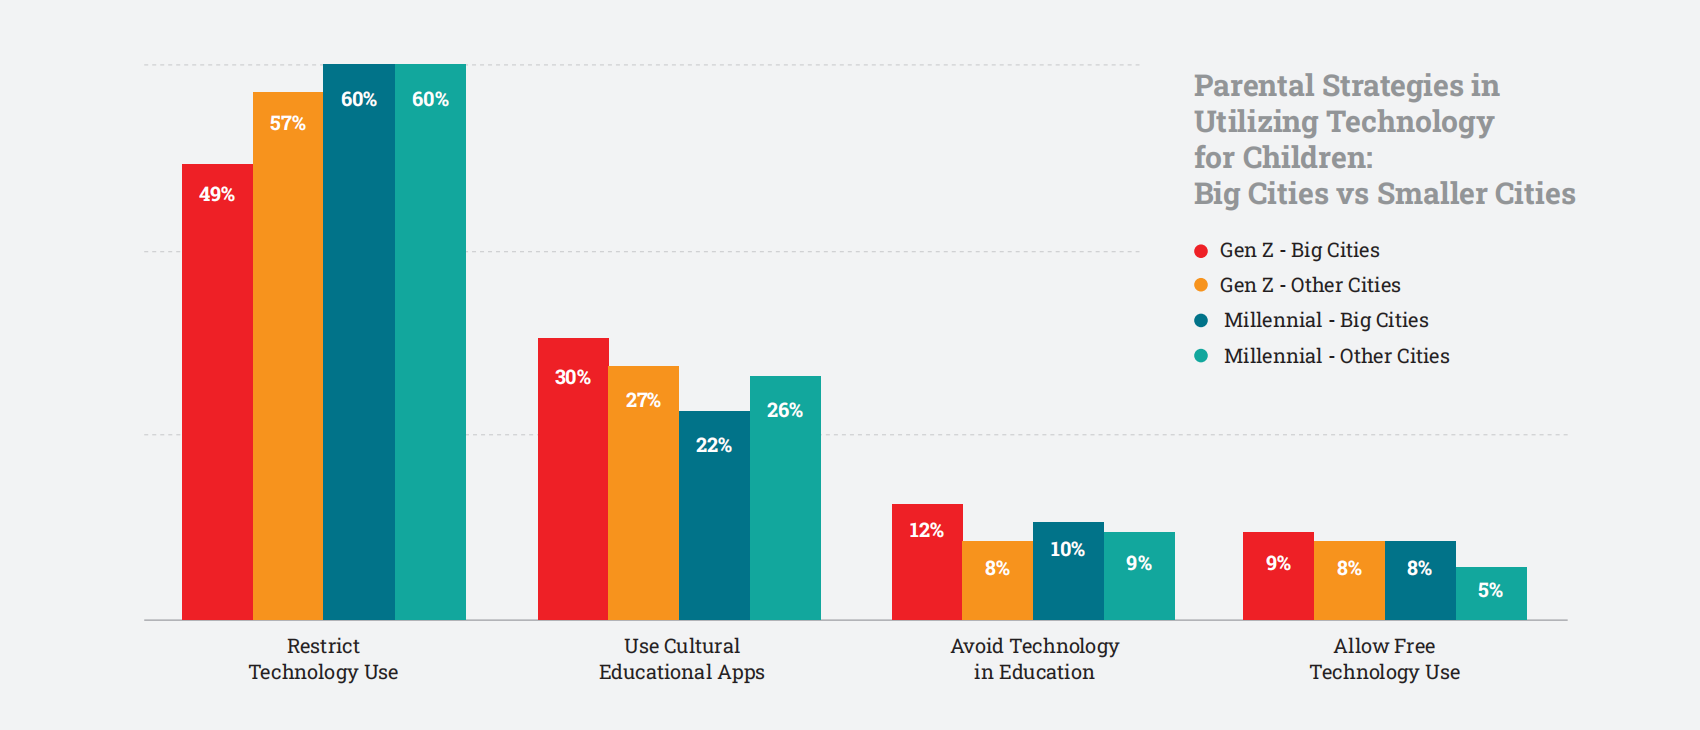 Parental Strategies in
Utilizing Technology
for Children:
Big Cities vs Smaller Cities
Gen Z - Big Cities
Gen Z - Other Cities
Millennial - Big Cities
Millennial - Other Cities
49%
57%
60%
60%
30%
27%
22%
26%
12%
8%
10%
9%
9%
8%
8%
5%
Restrict
Technology Use
Use Cultural
Educational Apps
Avoid Technology
in Education
Allow Free
Technology Use